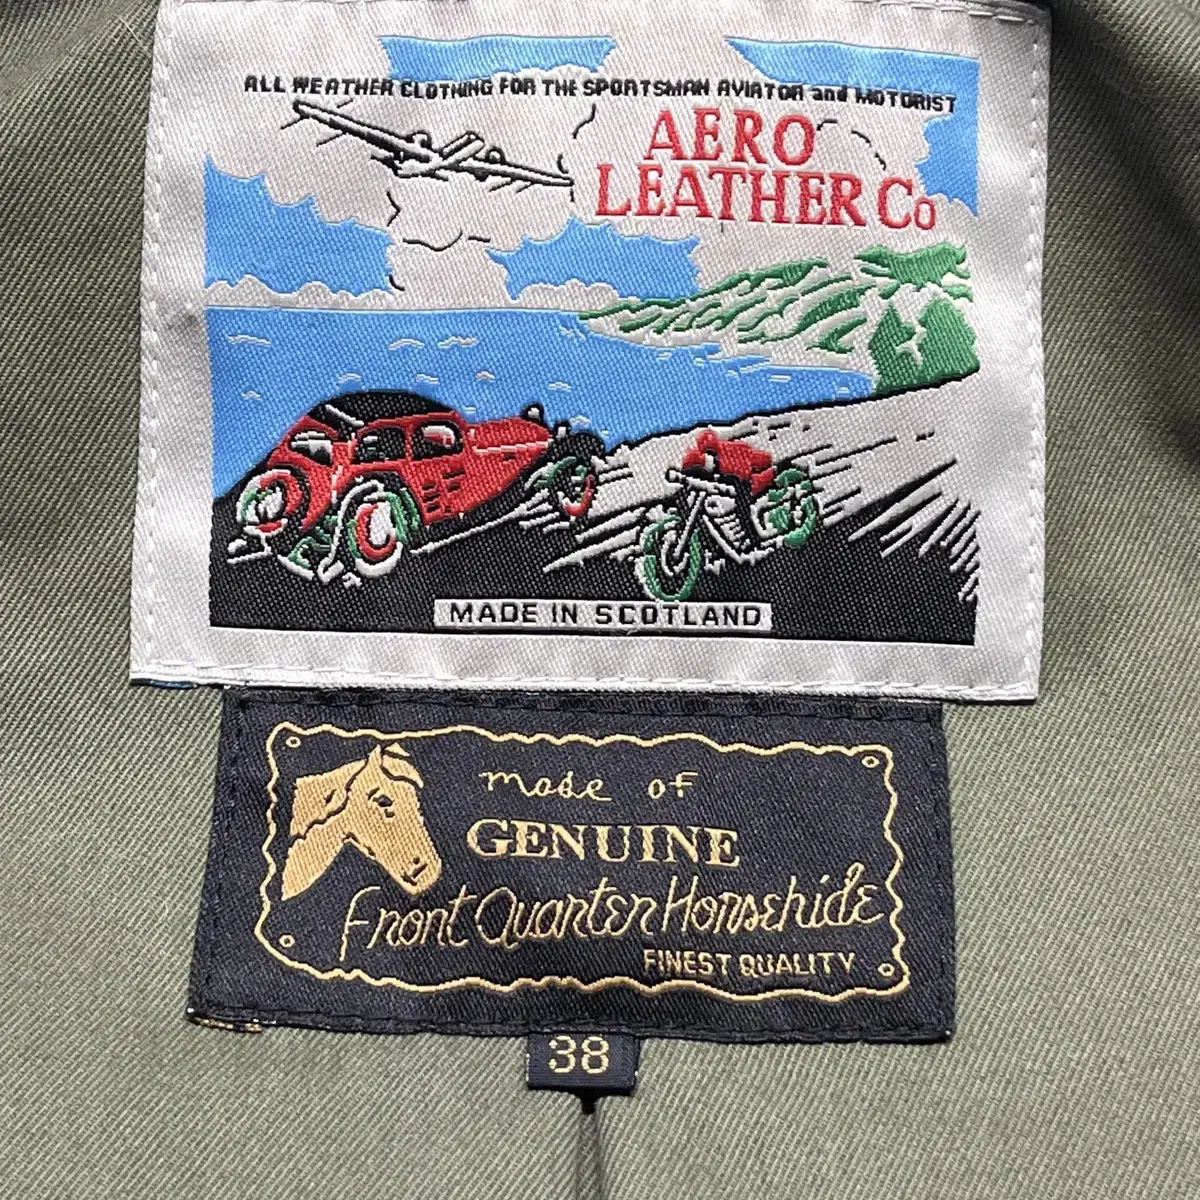 ALL WEATHER CLOTHING FOR THE SPORTSMAN AVIATOR and MOTORIST
AERO
LEATHER Co
MADE IN SCOTLAND
made of
GENUINE
Front Quarter Horsehide
FINEST QUALITY
38